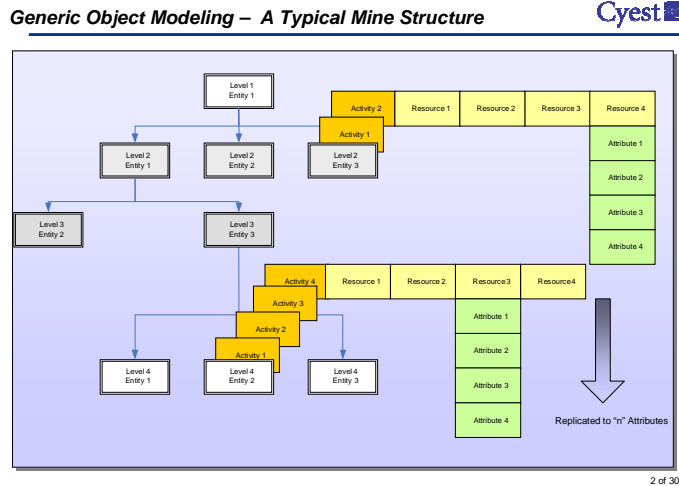 Generic Object Modeling – A Typical Mine Structure
Cyest
Level 1
Entity 1
Activity 2
Resource 1
Resource 2
Resource 3
Resource 4
Activity 1
Attribute 1
Level 2
Entity 1
Level 2
Entity 2
Level 2
Entity 3
Attribute 2
Attribute 3
Level 3
Entity 2
Level 3
Entity 3
Attribute 4
Activity 4
Resource 1
Resource 2
Resource3
Resource4
Activity 3
Attribute 1
Activity 2
Attribute 2
Activity 1
Level 4
Entity 1
Level 4
Entity 2
Level 4
Entity 3
Attribute 3
Attribute 4
Replicated to “n” Attributes
2 of 30